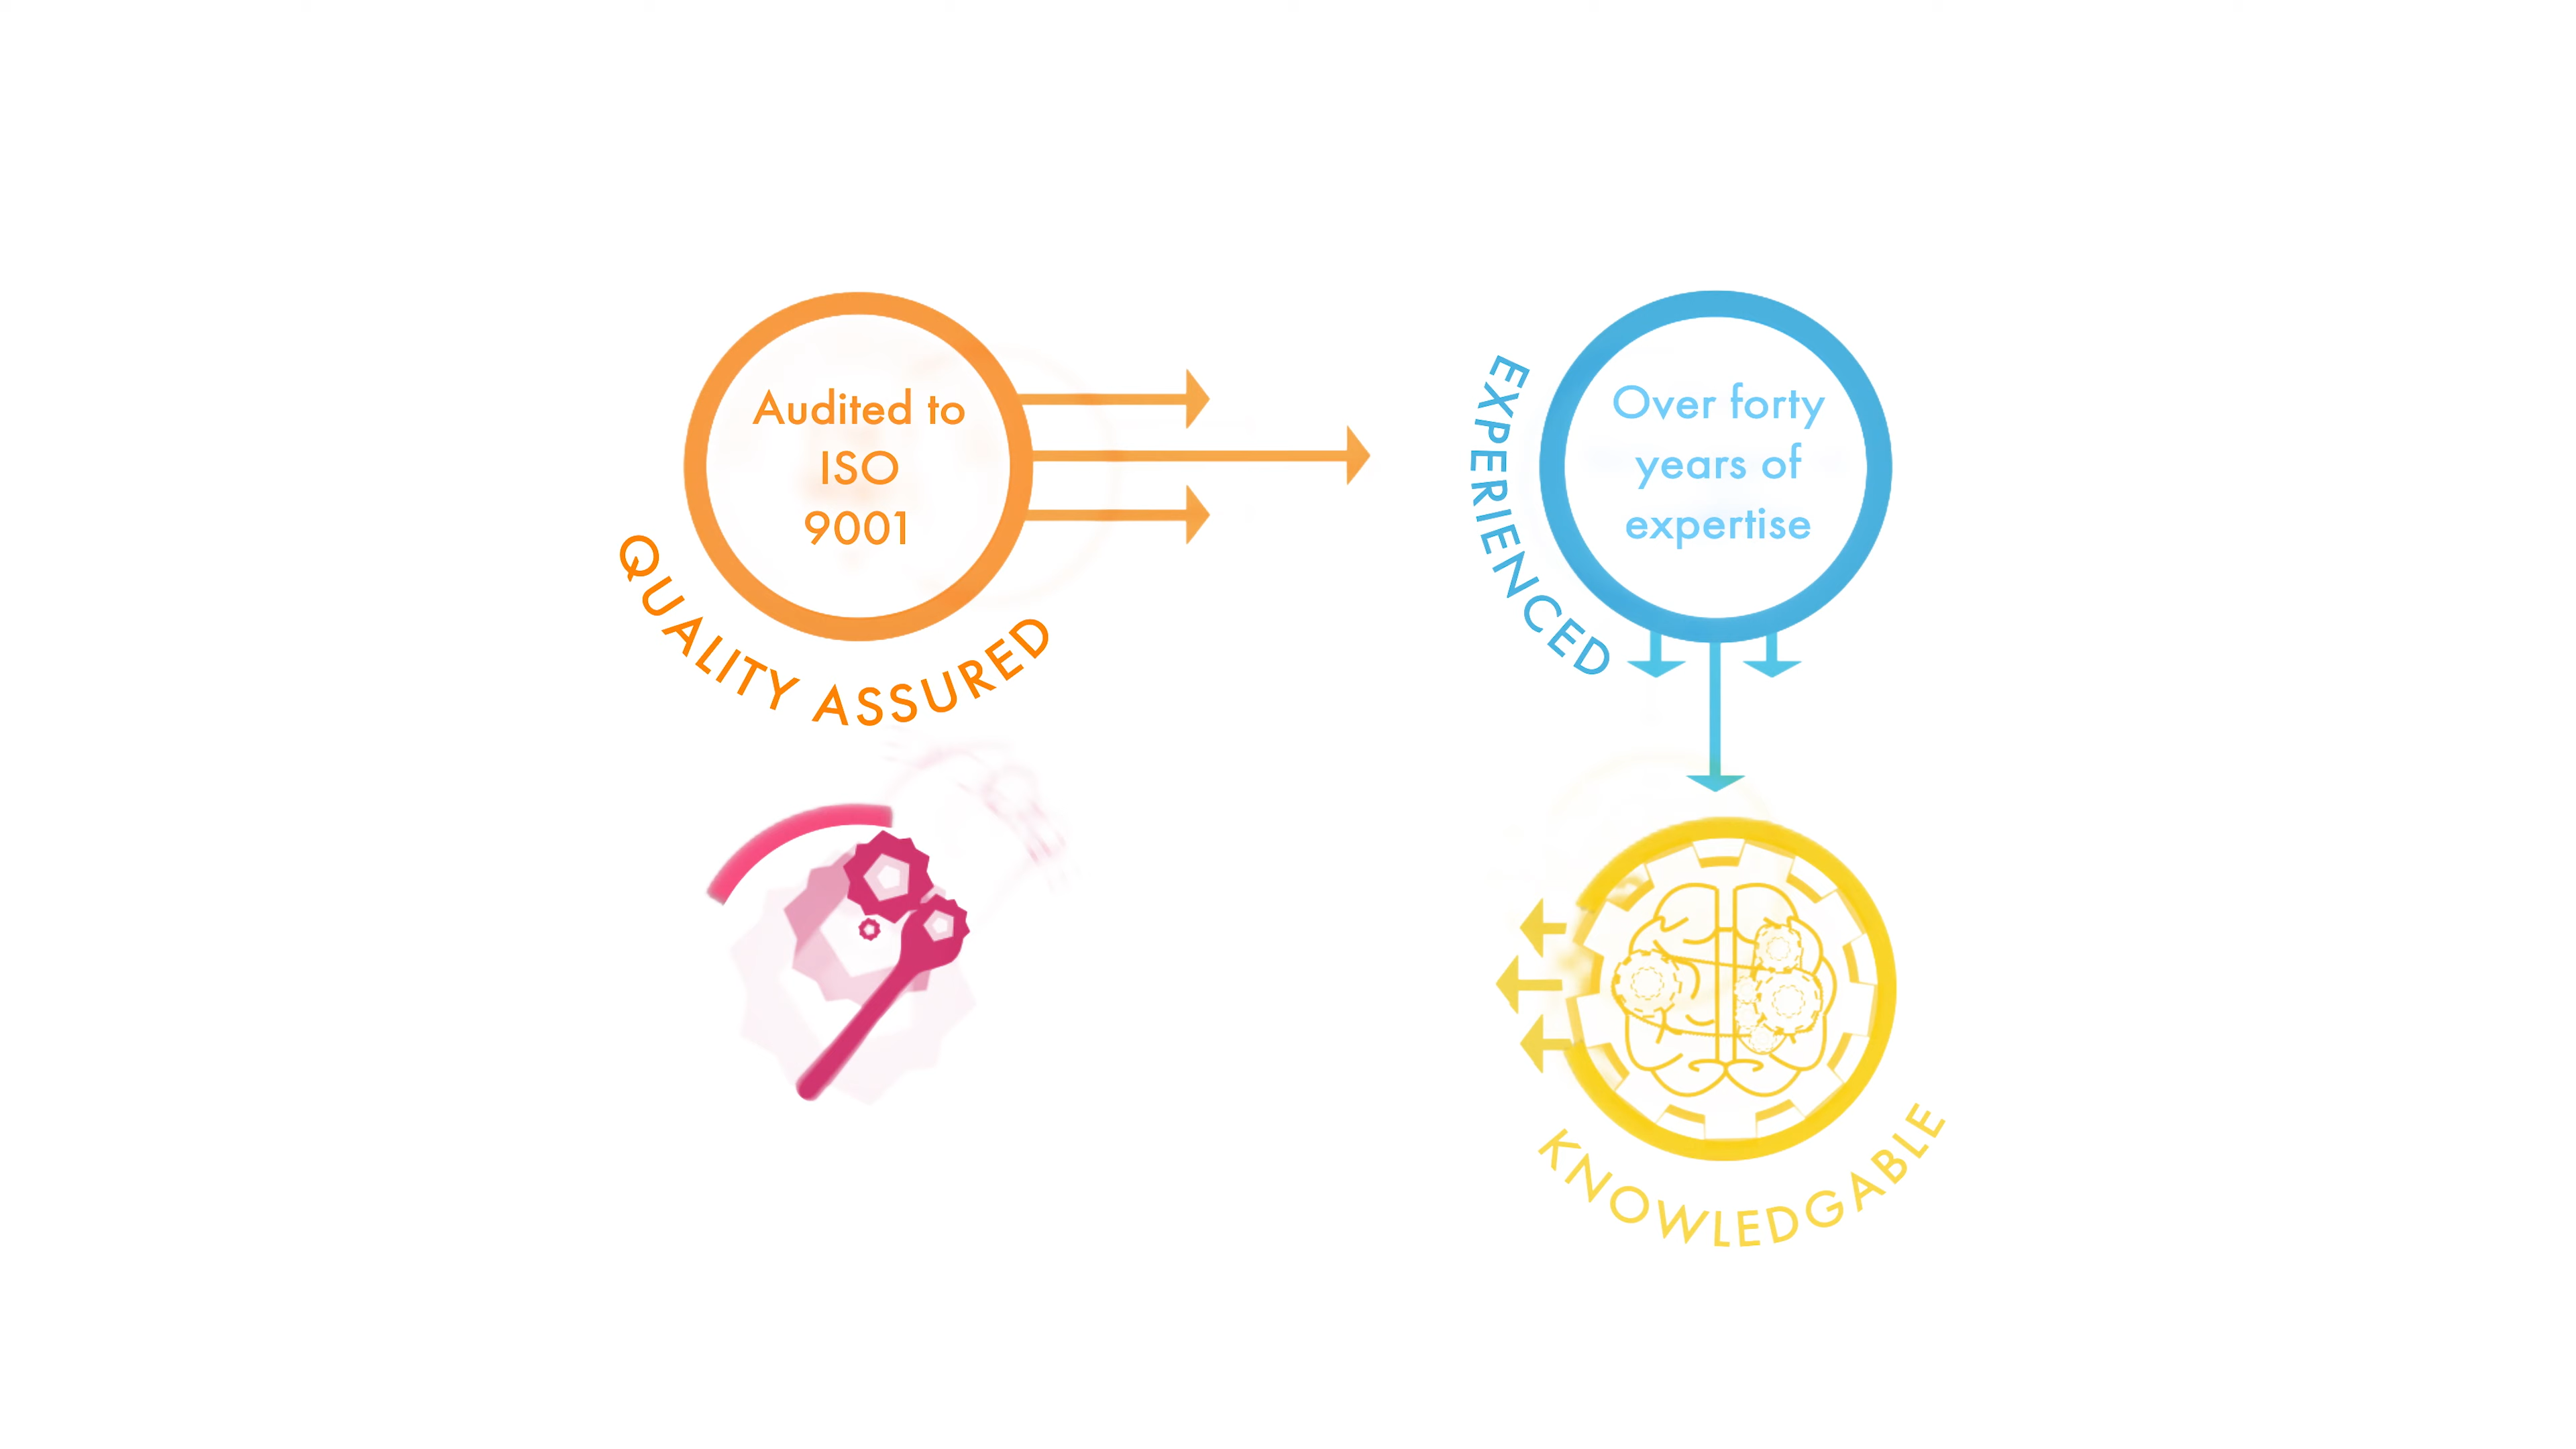 Audited to
ISO
9001
QUALITY ASSURED
Over forty
years of
expertise
EXPERIENCED
KNOWLEDGABLE